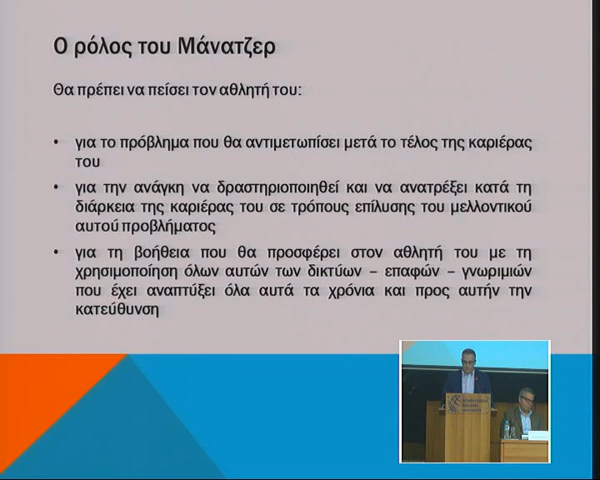 Ο ρόλος του Μάνατζερ
Θα πρέπει να πείσει τον αθλητή του:
• για το πρόβλημα που θα αντιμετωπίσει μετά το τέλος της καριέρας
του
• για την ανάγκη να δραστηριοποιηθεί και να ανατρέξει κατά τη
διάρκεια της καριέρας του σε τρόπους επίλυσης του μελλοντικού
αυτού προβλήματος
• για τη βοήθεια που θα προσφέρει στον αθλητή του με τη
χρησιμοποίηση όλων αυτών των δικτύων – επαφών – γνωριμιών
που έχει αναπτύξει όλα αυτά τα χρόνια και προς αυτήν την
κατεύθυνση